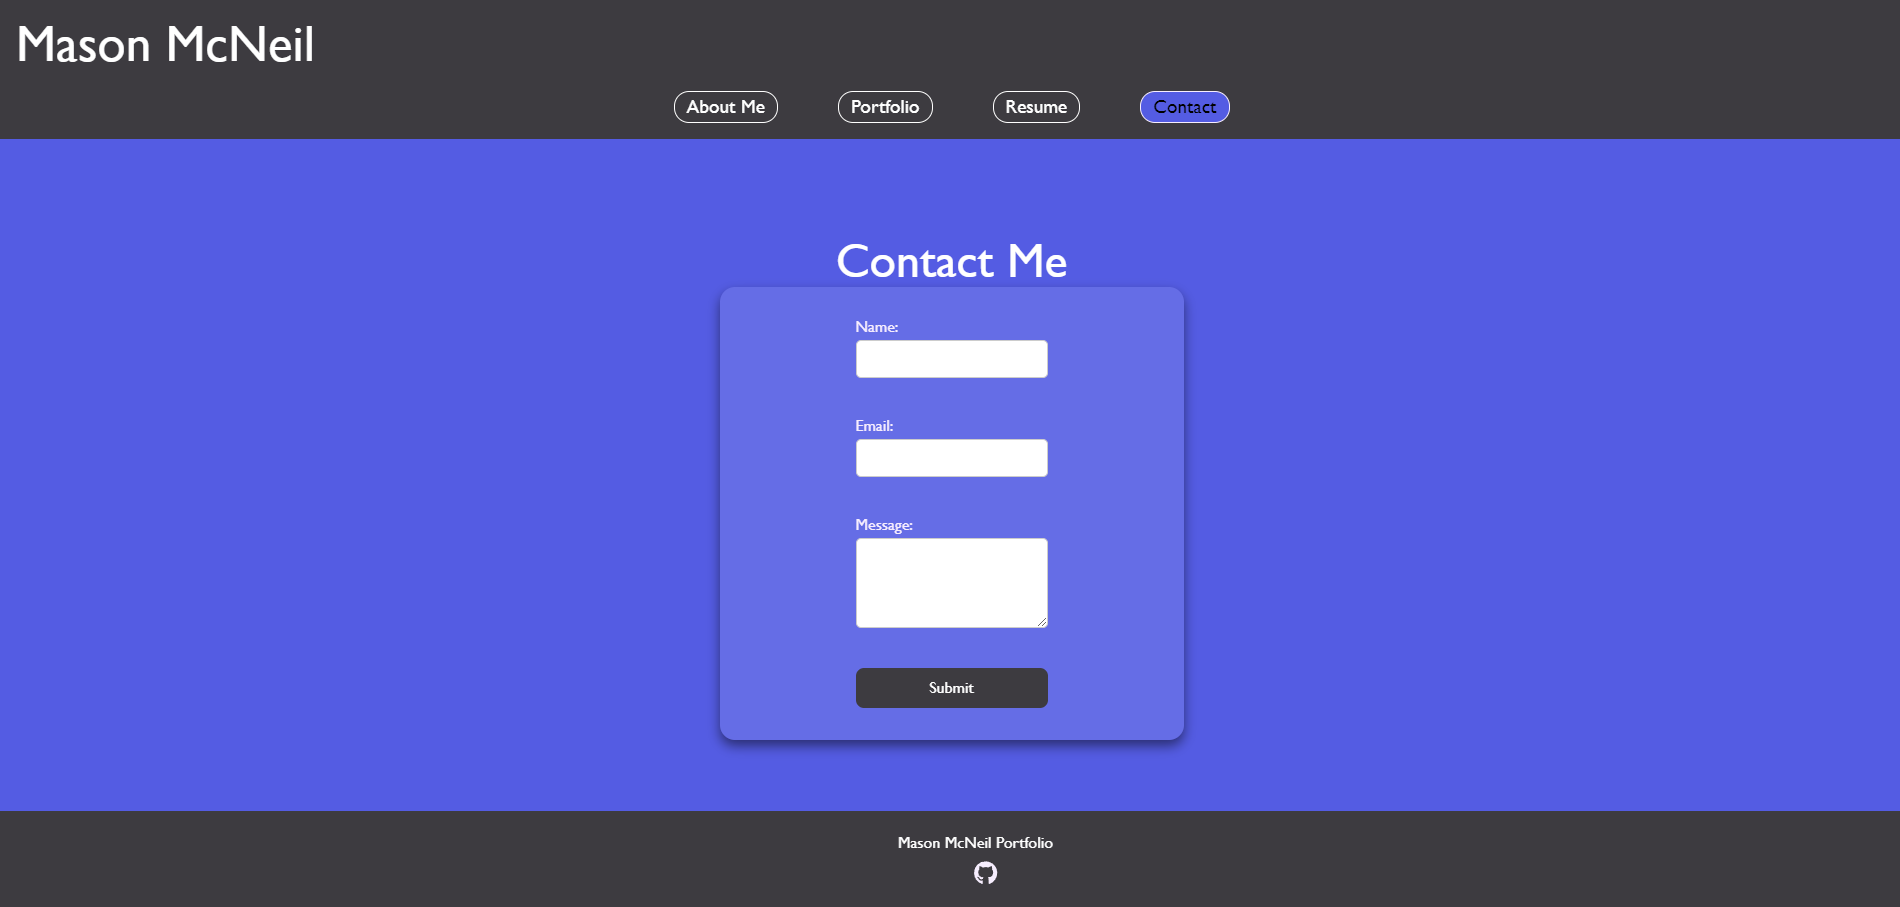 Mason McNeil
About Me Portfolio Resume Contact
Contact Me
Name:
Email:
Message:
Submit
Mason McNeil Portfolio